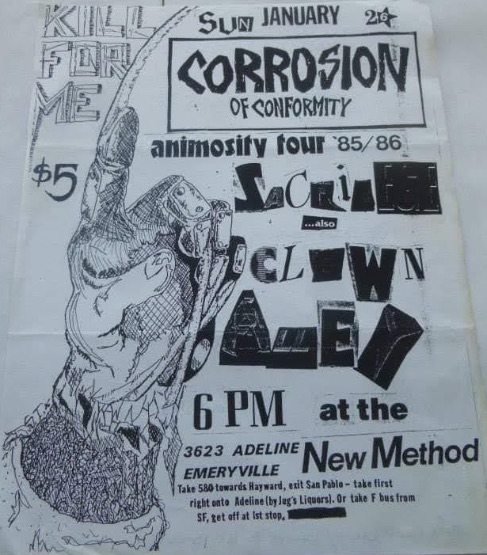 KILL
FOR
ME
SUN JANUARY 26
CORROSION
OF CONFORMITY
animosity tour '85/86
$5
SACRILEGE
...also
CLOWN
ALLEY
6 PM at the
3623 ADELINE
EMERYVILLE
New Method
Take 580 towards Hayward, exit San Pablo - take first
right onto Adeline (by Jug's Liquors). Or take F bus from
SF, get off at 1st stop,